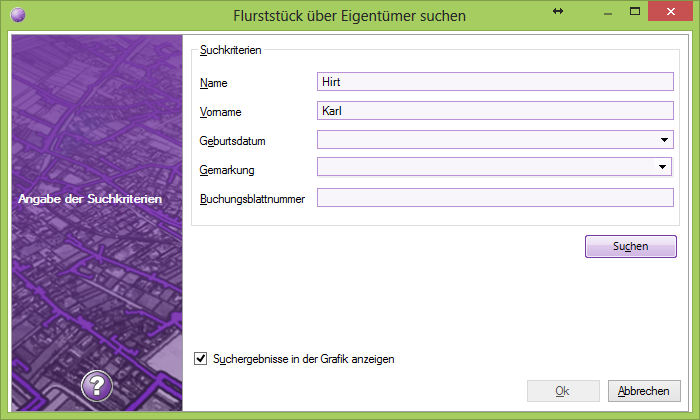 Flurststück über Eigentümer suchen
Angabe der Suchkriterien
Suchkriterien
Name Hirt
Vorname Karl
Geburtsdatum
Gemarkung
Buchungsblattnummer
Suchen
Suchergebnisse in der Grafik anzeigen
?
Ok Abbrechen